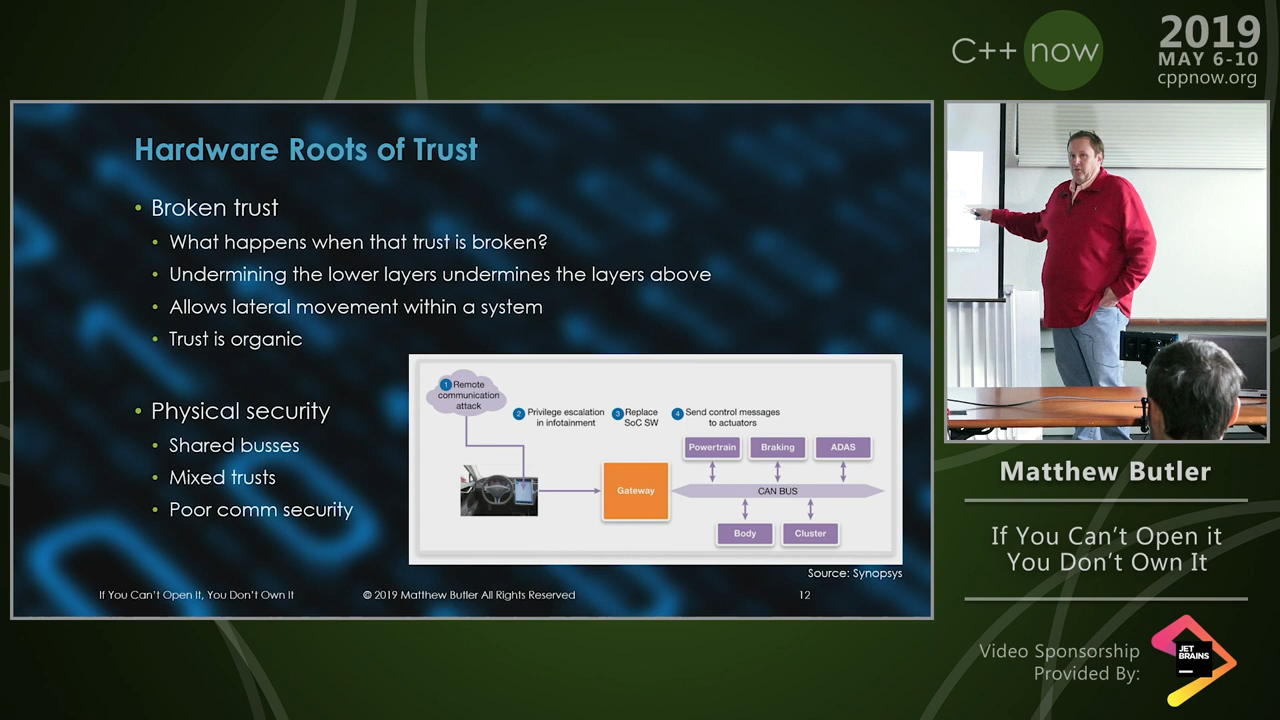 C++ now
2019
MAY 6-10
cppnow.org
Hardware Roots of Trust
• Broken trust
• What happens when that trust is broken?
• Undermining the lower layers undermines the layers above
• Allows lateral movement within a system
• Trust is organic
• Physical security
• Shared busses
• Mixed trusts
• Poor comm security
1 Remote
communication
attack
2 Privilege escalation
in infotainment
3 Replace
SoC SW
4 Send control messages
to actuators
Powertrain
Braking
ADAS
Gateway
CAN BUS
Body
Cluster
Source: Synopsys
If You Can't Open It, You Don't Own It
© 2019 Matthew Butler All Rights Reserved
12
Matthew Butler
If You Can't Open it
You Don't Own It
Video Sponsorship
Provided By:
JET
BRAINS